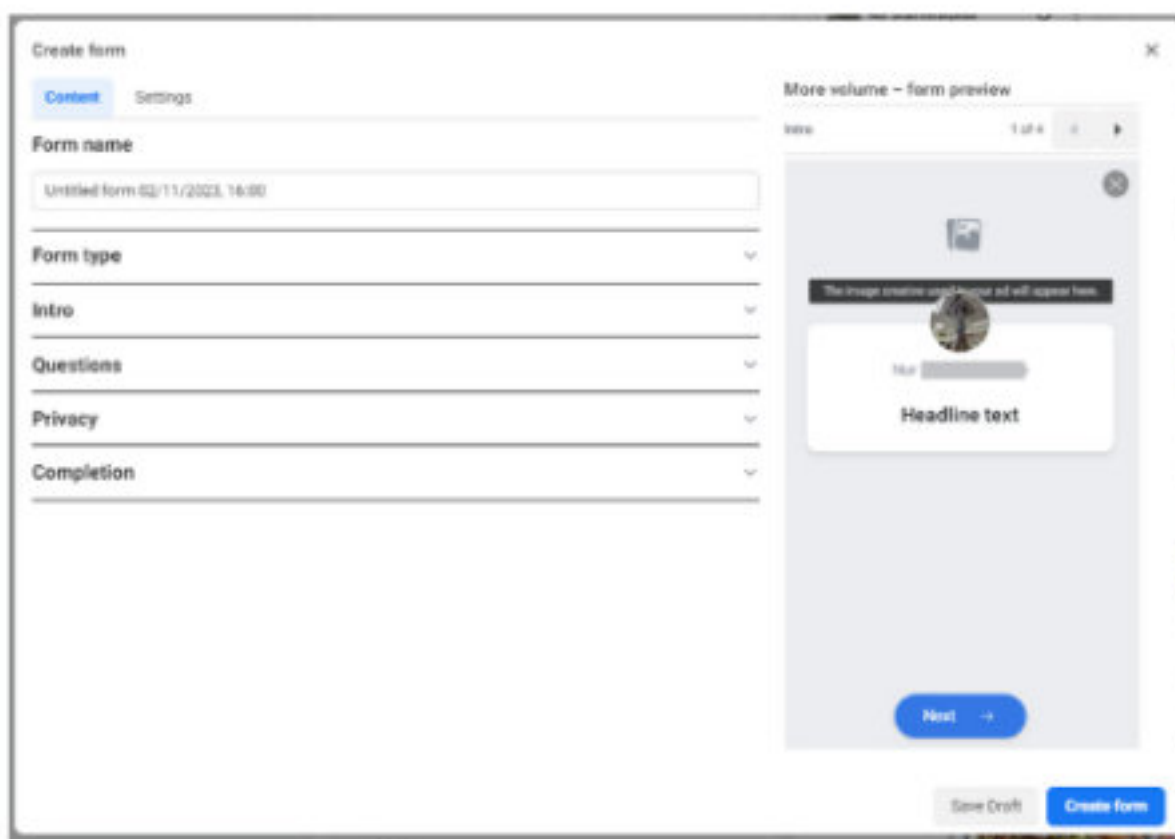 Create form
Content Settings
Form name
Untitled form 02/11/2023, 16:00
Form type
Intro
Questions
Privacy
Completion
More volume – form preview
Intro 1 of 4
The image creative used in your ad will appear here.
Nur
Headline text
Next →
Save Draft Create form